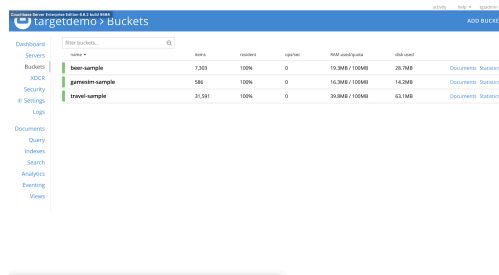 activity help ▾ tgaadmin
Couchbase Server Enterprise Edition 6.6.2 build 9588
targetdemo > Buckets
ADD BUCKE
Dashboard
Servers
Buckets
XDCR
Security
Settings
Logs
Documents
Query
Indexes
Search
Analytics
Eventing
Views
filter buckets...
name ▾ items resident ops/sec RAM used/quota disk used
beer-sample 7,303 100% 0 19.3MB / 100MB 28.7MB Documents Statistics
gamesim-sample 586 100% 0 16.3MB / 100MB 14.2MB Documents Statistics
travel-sample 31,591 100% 0 39.8MB / 100MB 63.1MB Documents Statistics